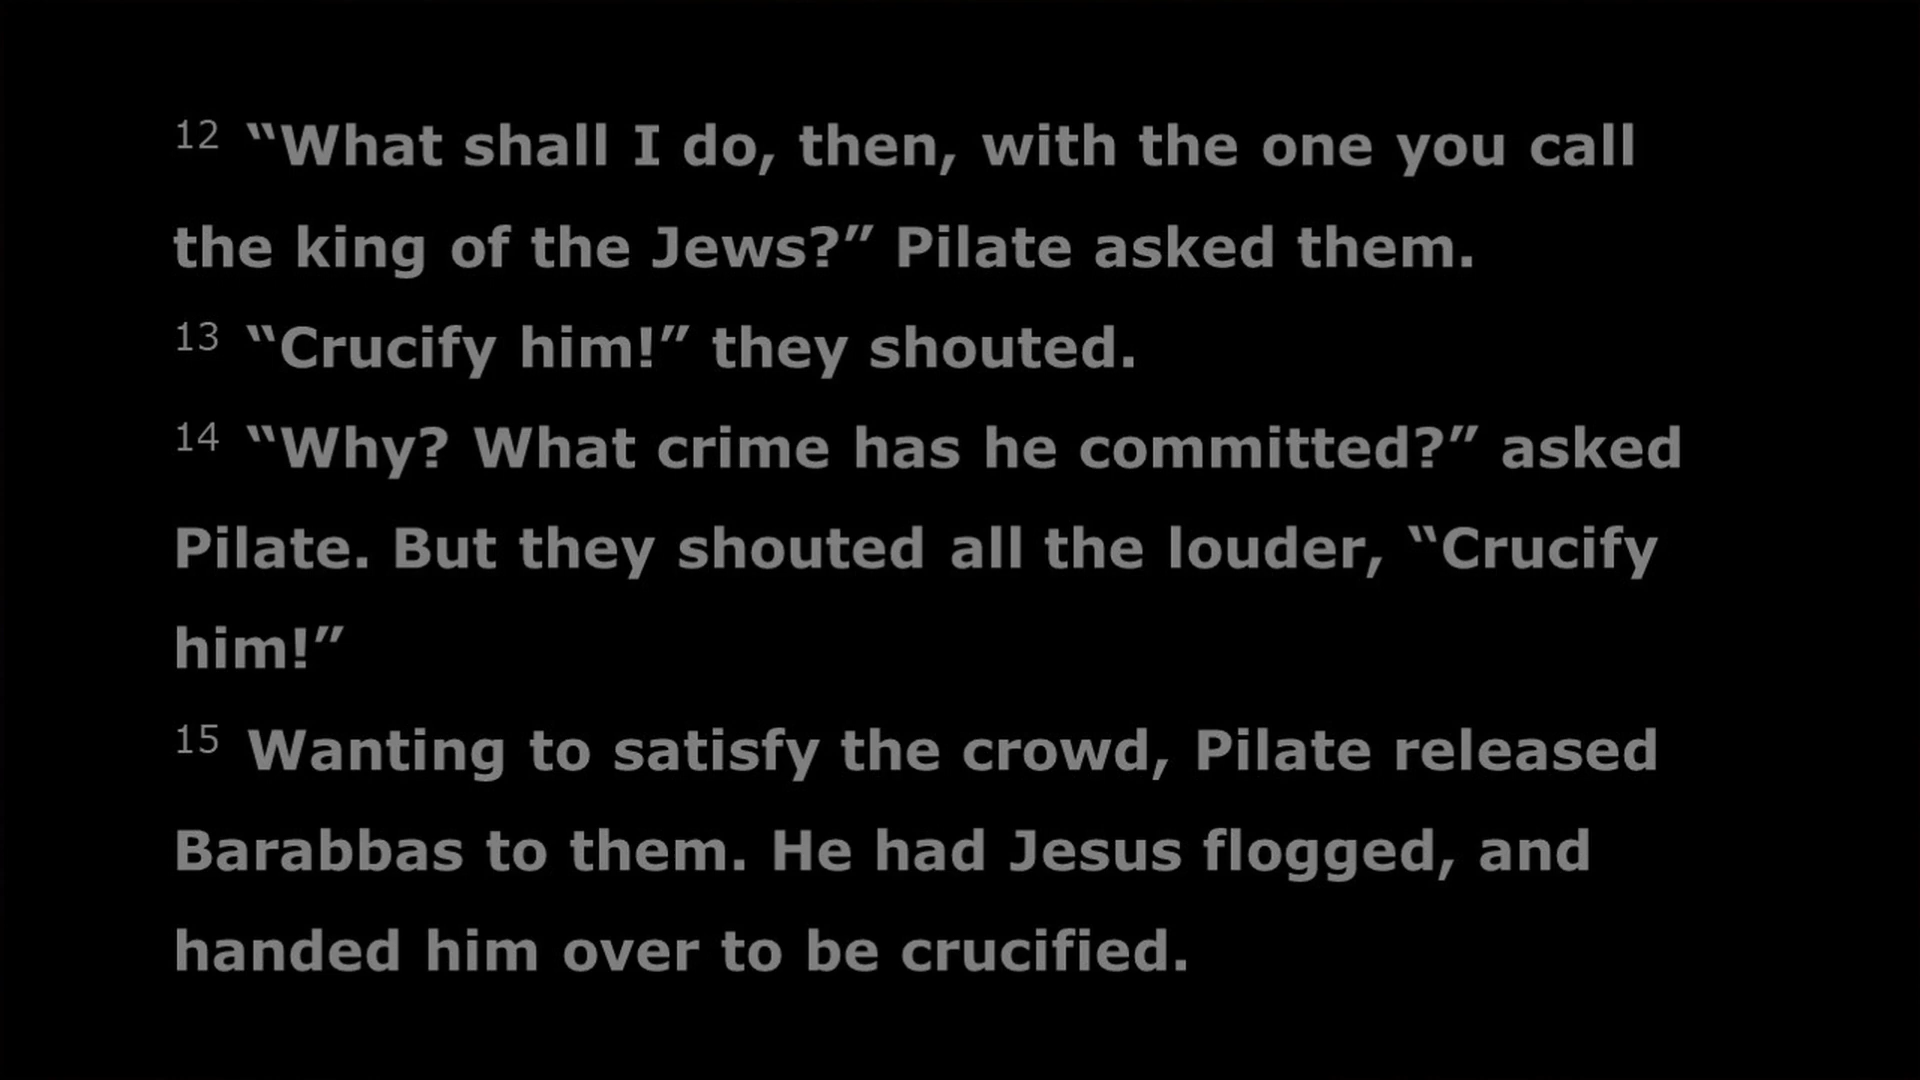 12 “What shall I do, then, with the one you call
the king of the Jews?” Pilate asked them.
13 “Crucify him!” they shouted.
14 “Why? What crime has he committed?” asked
Pilate. But they shouted all the louder, “Crucify
him!”
15 Wanting to satisfy the crowd, Pilate released
Barabbas to them. He had Jesus flogged, and
handed him over to be crucified.